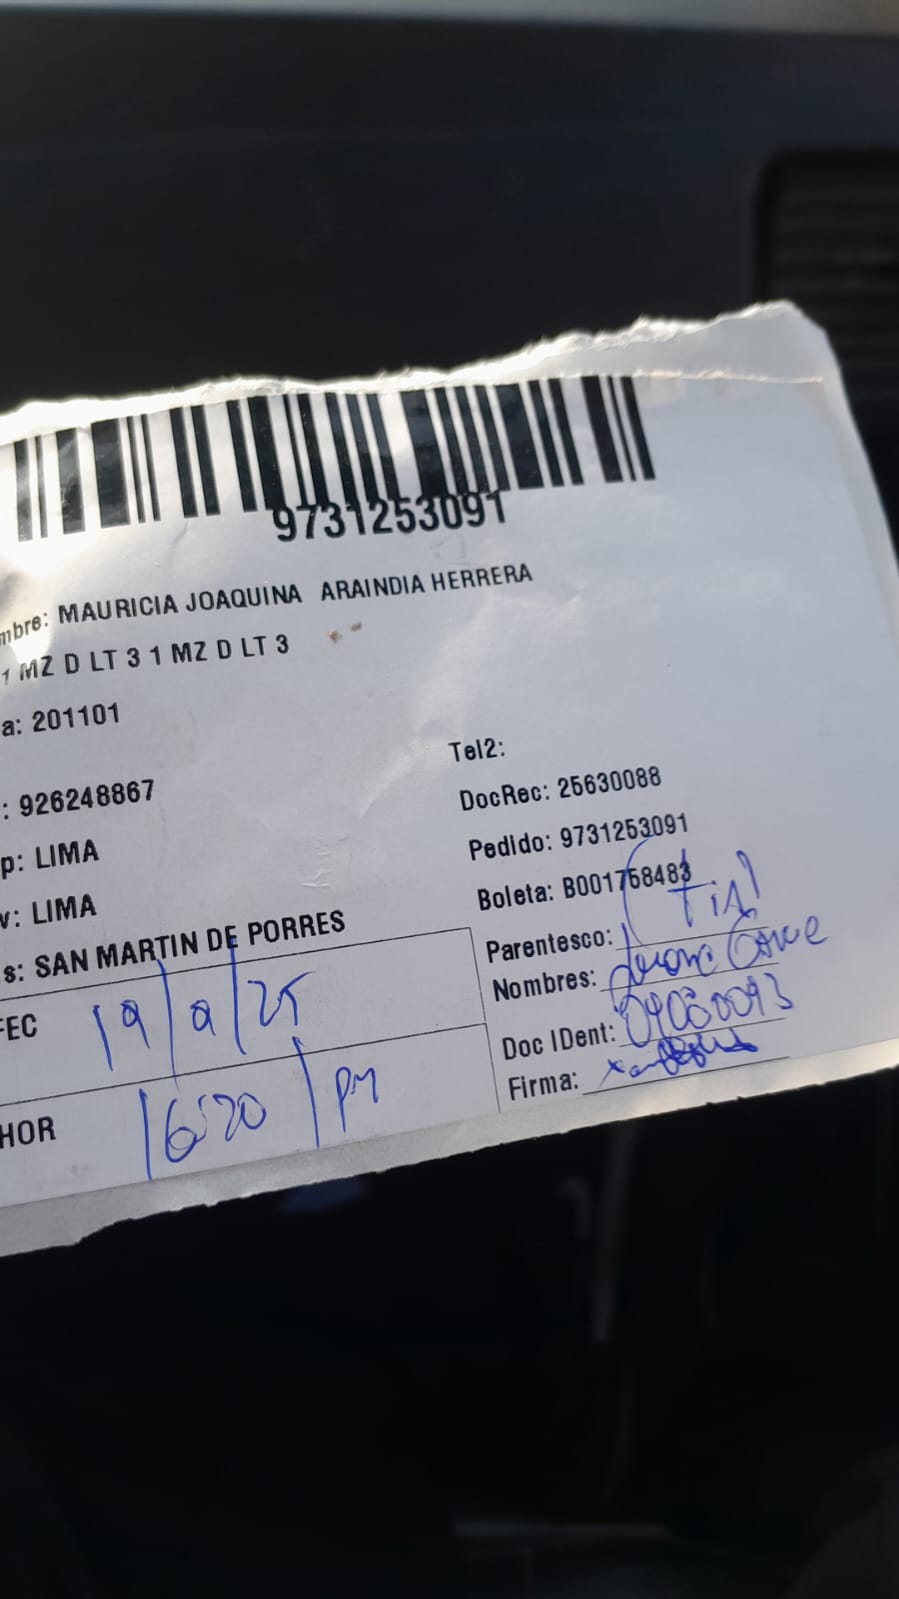 9731253091
mbre: MAURICIA JOAQUINA ARAINDIA HERRERA
1 MZ D LT 3 1 MZ D LT 3
a: 201101
Tel2:
: 926248867
DocRec: 25630088
p: LIMA
Pedido: 9731253091
v: LIMA
Boleta: B001768483
s: SAN MARTIN DE PORRES
Parentesco: (Tia)
Nombres:
FEC 19/9/25
Doc IDent:
Firma:
HOR 16:20 | PM